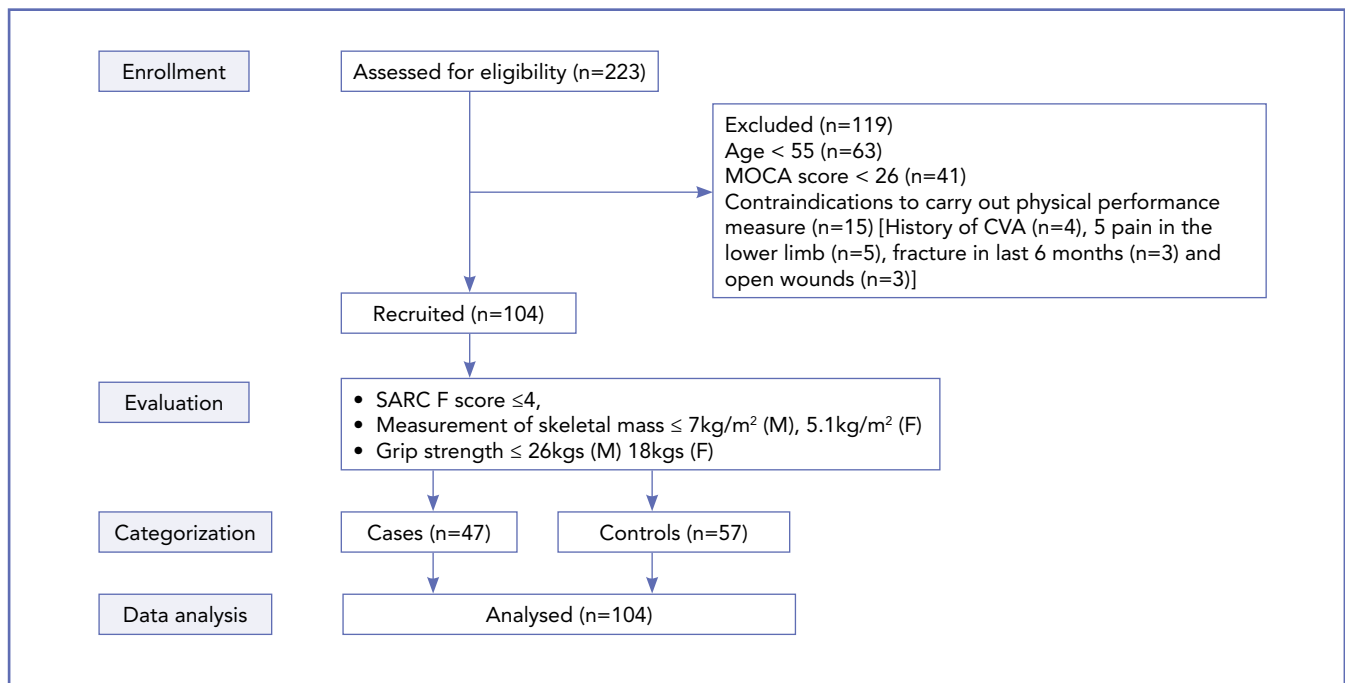 Enrollment
Assessed for eligibility (n=223)
Excluded (n=119)
Age < 55 (n=63)
MOCA score < 26 (n=41)
Contraindications to carry out physical performance
measure (n=15) [History of CVA (n=4), 5 pain in the
lower limb (n=5), fracture in last 6 months (n=3) and
open wounds (n=3)]
Recruited (n=104)
Evaluation
• SARC F score ≤4,
• Measurement of skeletal mass ≤ 7kg/m² (M), 5.1kg/m² (F)
• Grip strength ≤ 26kgs (M) 18kgs (F)
Categorization
Cases (n=47)
Controls (n=57)
Data analysis
Analysed (n=104)